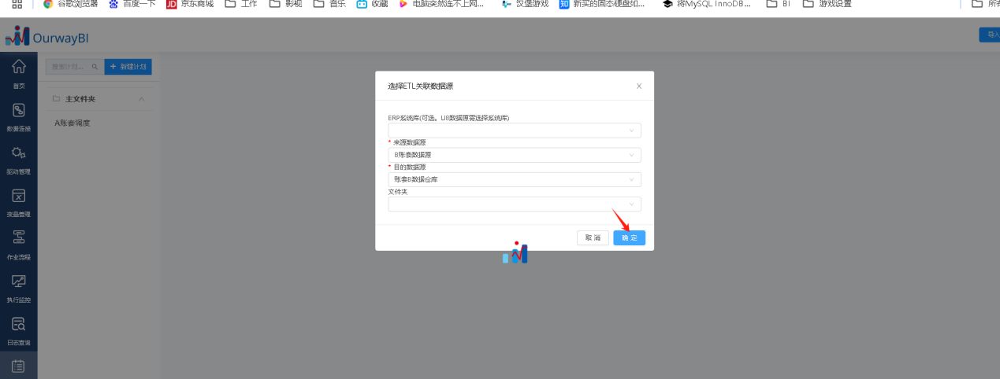 谷歌浏览器 百度一下 京东商城 工作 影视 音乐 收藏 电脑突然连不上网... 汉堡游戏 新买的固态硬盘如... 将MySQL InnoDB... BI 游戏设置 所有
OurwayBI
导入
搜索计划... + 新建计划
首页
主文件夹
A账套调度
数据连接
驱动管理
变量管理
作业流程
执行监控
日志查询
选择ETL关联数据源
ERP系统库(可选。U8数据源需选择系统库)
* 来源数据源
B账套数据源
* 目的数据源
账套B数据仓库
文件夹
取消 确定